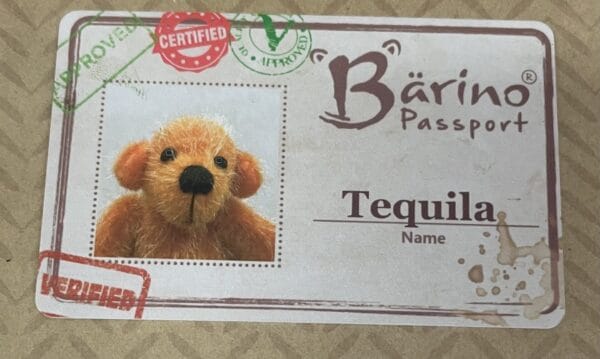 APPROVED
CERTIFIED
APPROVED
Bärino®
Passport
Tequila
Name
VERIFIED